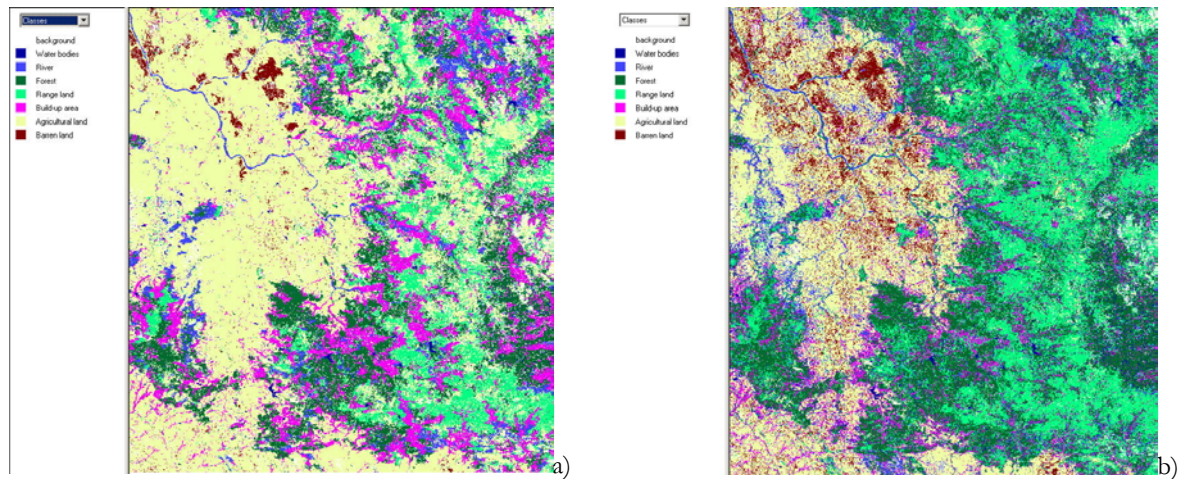 Classes
background
Water bodies
River
Forest
Range land
Build-up area
Agricultural land
Barren land
a)
Classes
background
Water bodies
River
Forest
Range land
Build-up area
Agricultural land
Barren land
b)